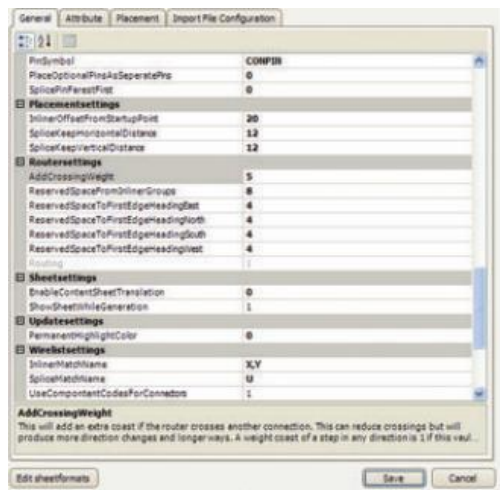 General Attribute Placement Import File Configuration
PinSymbol CONPIN
PlaceOptionalPinsAsSeperatePins 0
SplicePinFarestFirst 0
Placementsettings
InlinerOffsetFromStartupPoint 20
SpliceKeepHorizontalDistance 12
SpliceKeepVerticalDistance 12
Routersettings
AddCrossingWeight 5
ReservedSpaceFromInlinerGroups 8
ReservedSpaceToFirstEdgeHeadingEast 4
ReservedSpaceToFirstEdgeHeadingNorth 4
ReservedSpaceToFirstEdgeHeadingSouth 4
ReservedSpaceToFirstEdgeHeadingWest 4
Routing 1
Sheetsettings
EnableContentSheetTranslation 0
ShowSheetWhileGeneration 1
Updatesettings
PermanentHighlightColor 0
Wirelistsettings
InlinerMatchName X,Y
SpliceMatchName U
UseComponentCodesForConnectors 1
AddCrossingWeight
This will add an extra coast if the router crosses another connection. This can reduce crossings but will
produce more direction changes and longer ways. A weight coast of a step in any direction is 1 if this vaul...
Edit sheetformats Save Cancel